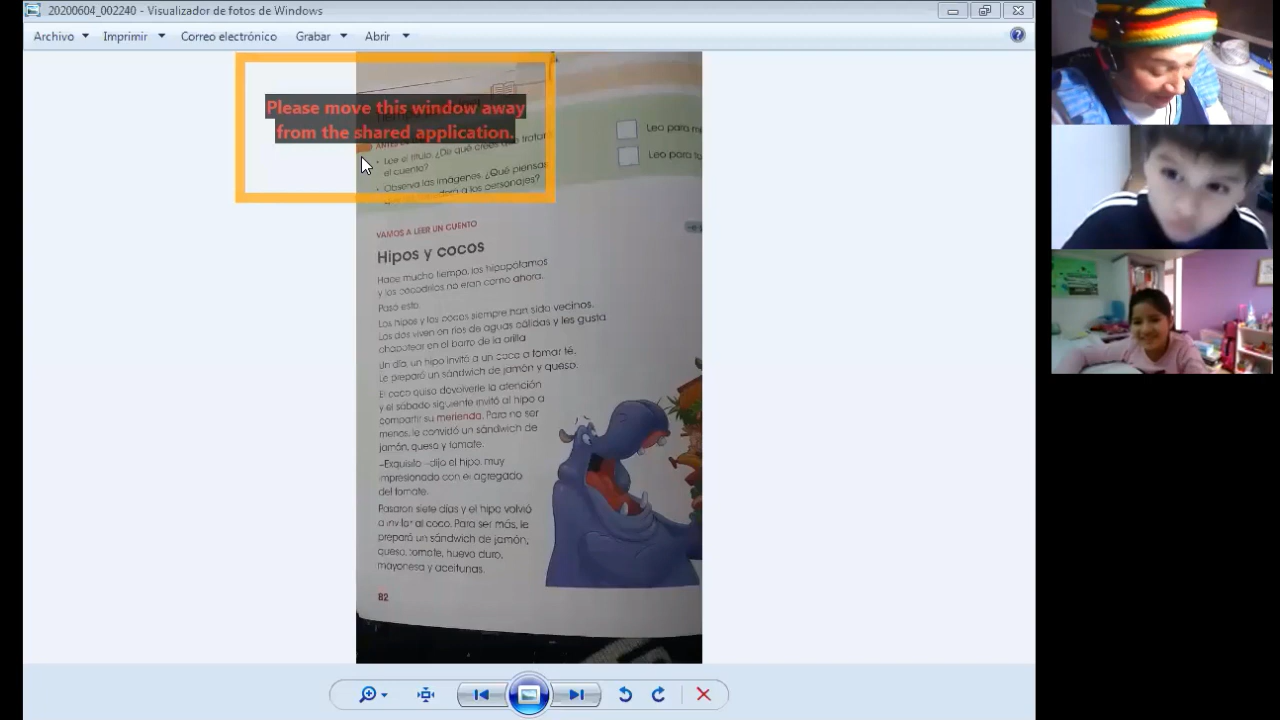 20200604_002240 - Visualizador de fotos de Windows
Archivo Imprimir Correo electrónico Grabar Abrir
Please move this window away
from the shared application.
Leo para
Leo para
Lee el título. ¿De qué crees que tratará
el cuento?
Observa las imágenes. ¿Qué piensas
a los personajes?
VAMOS A LEER UN CUENTO
Hipos y cocos
Hace mucho tiempo, los hipopótamos
y los cocodrilos no eran como ahora.
Pasó esto.
Los hipos y los cocos siempre han sido vecinos.
Los dos viven en ríos de aguas cálidas y les gusta
chapotear en el barro de la orilla.
Un día, un hipo invitó a un coco a tomar té.
Le preparó un sándwich de jamón y queso.
El coco quiso devolverle la atención
y el sábado siguiente invitó al hipo a
compartir su merienda. Para no ser
menos, le convidó un sándwich de
jamón, queso y tomate.
–Exquisito –dijo el hipo, muy
impresionado con el agregado
del tomate.
Pasaron siete días y el hipo volvió
a invitar al coco. Para ser más, le
preparó un sándwich de jamón,
queso, tomate, huevo duro,
mayonesa y aceitunas.
82